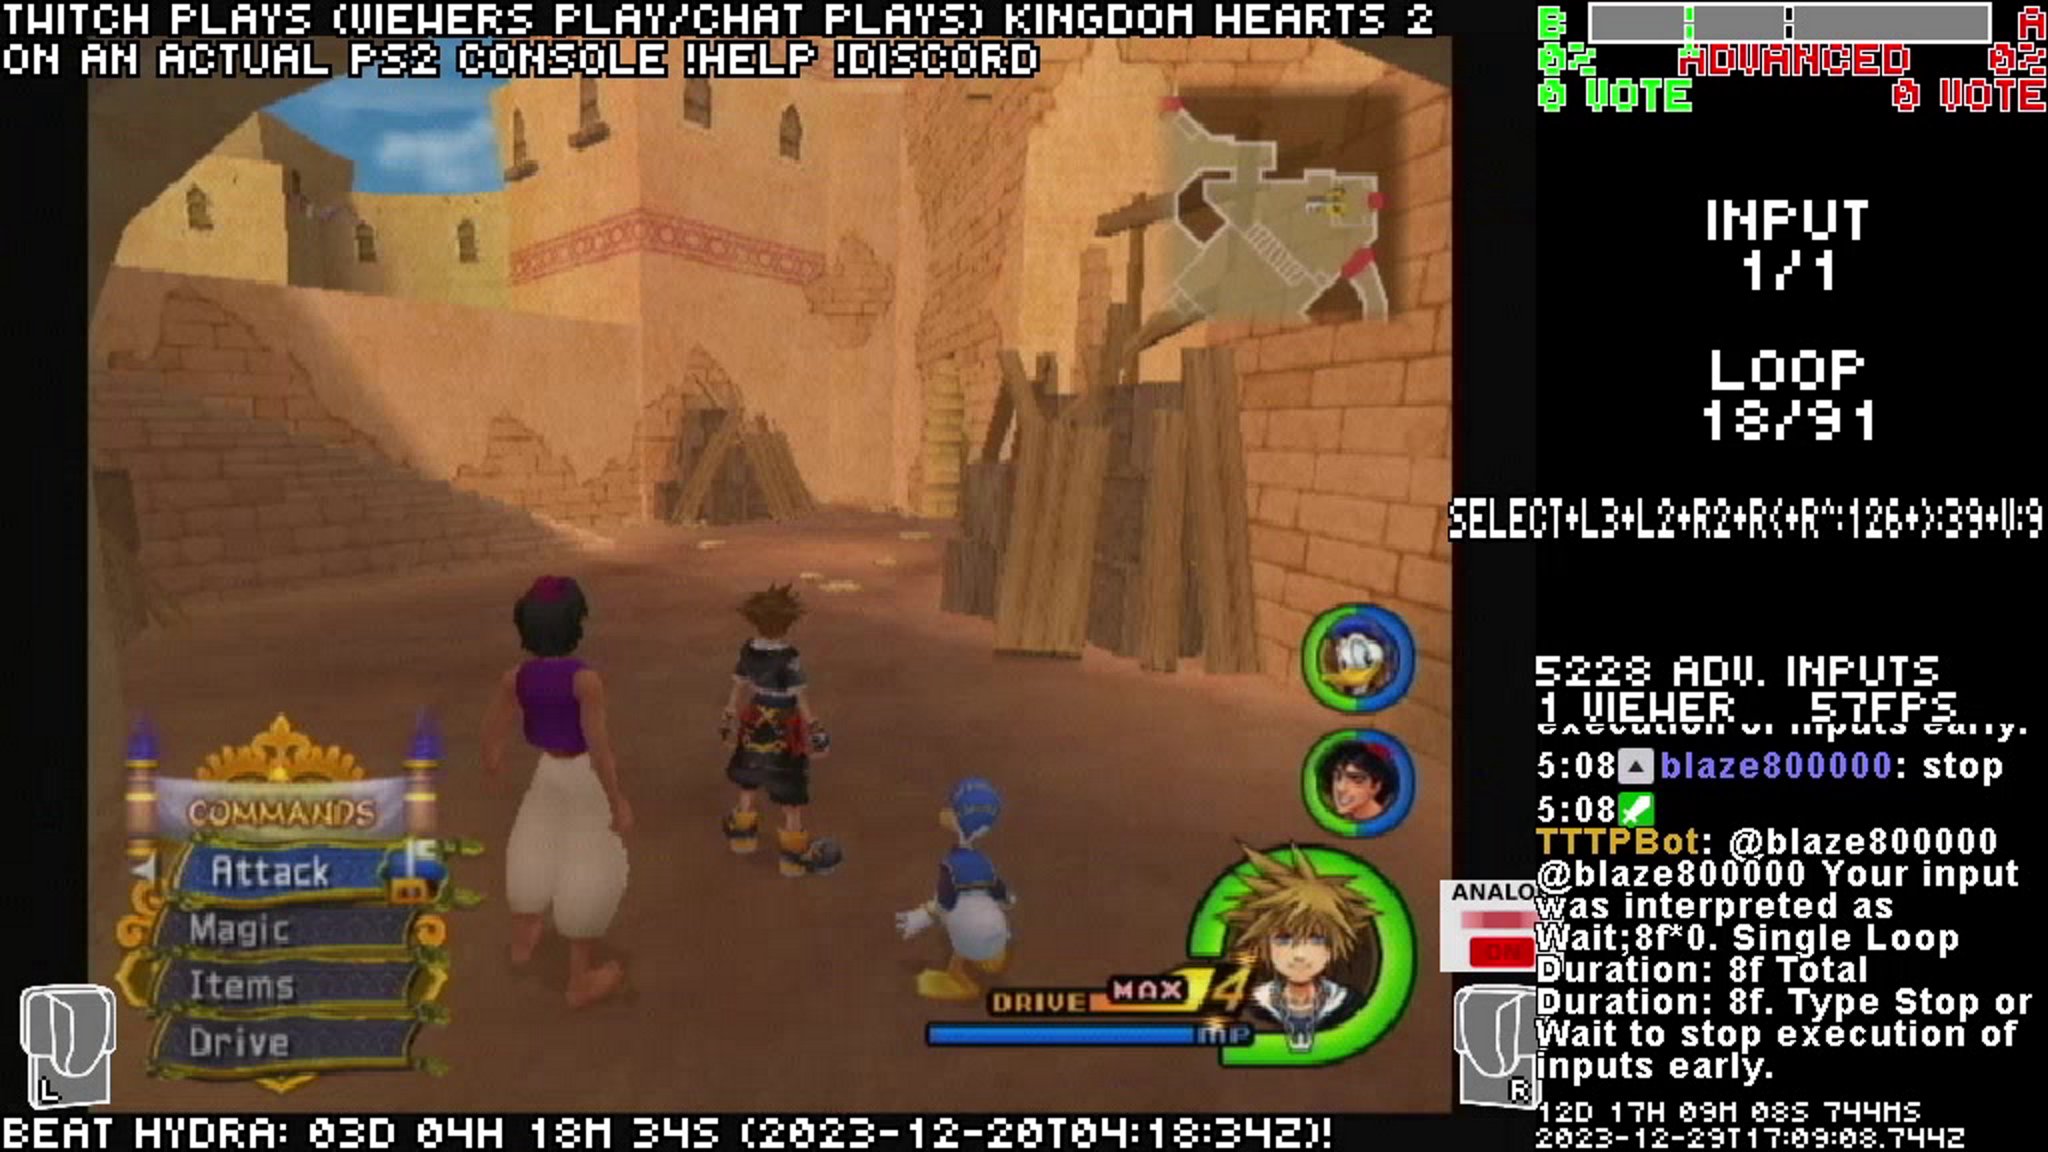 TWITCH PLAYS (VIEWERS PLAY/CHAT PLAYS) KINGDOM HEARTS 2
ON AN ACTUAL PS2 CONSOLE !HELP !DISCORD
B A
0% ADVANCED 0%
0 VOTE 0 VOTE
INPUT
1/1
LOOP
18/91
SELECT+L3+L2+R2+R<+R^:126+>:39+V:9
5228 ADV. INPUTS
1 VIEWER 57FPS
execution of inputs early.
5:08 blaze800000: stop
5:08
TTTPBot: @blaze800000
@blaze800000 Your input
was interpreted as
Wait;8f*0. Single Loop
Duration: 8f Total
Duration: 8f. Type Stop or
Wait to stop execution of
inputs early.
12D 17H 09M 08S 744MS
2023-12-29T17:09:08.744Z
COMMANDS
Attack
Magic
Items
Drive
DRIVE MAX 4
MP
ANALO
ON
L
R
BEAT HYDRA: 03D 04H 18M 34S (2023-12-20T04:18:34Z)!